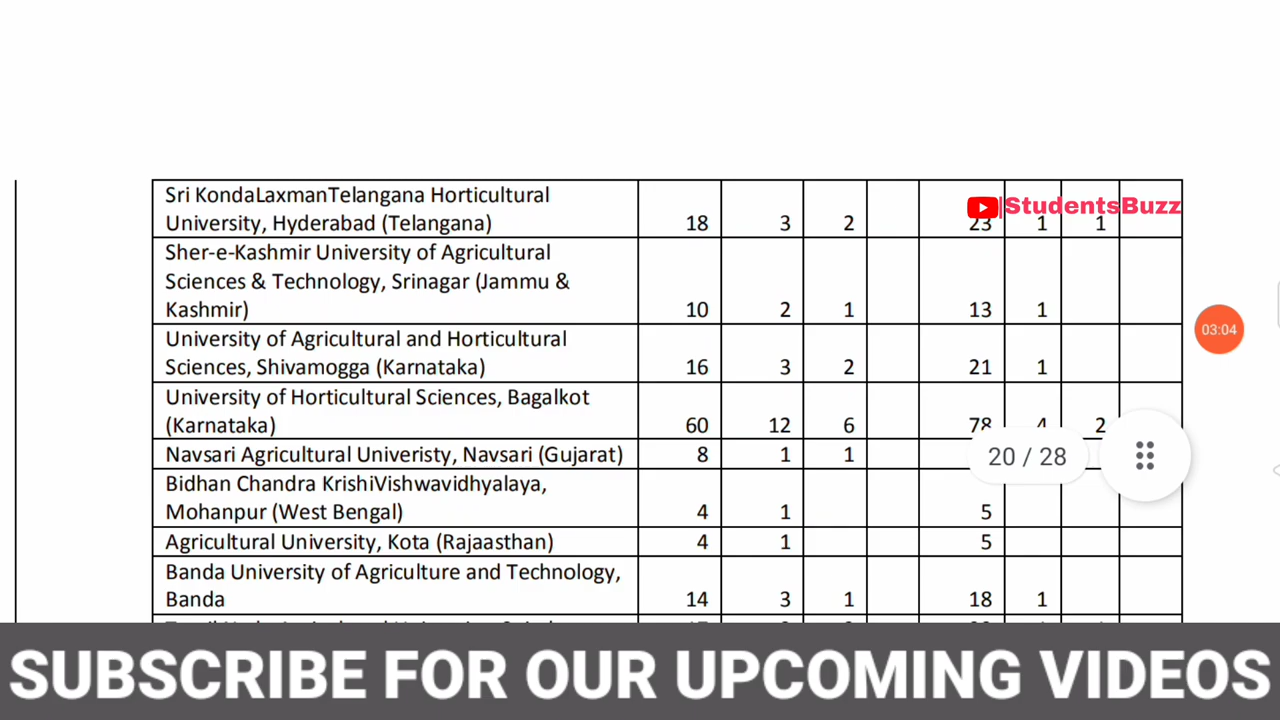 Sri KondaLaxmanTelangana Horticultural
University, Hyderabad (Telangana) 18 3 2 23 1 1
StudentsBuzz
Sher-e-Kashmir University of Agricultural
Sciences & Technology, Srinagar (Jammu &
Kashmir) 10 2 1 13 1
03:04
University of Agricultural and Horticultural
Sciences, Shivamogga (Karnataka) 16 3 2 21 1
University of Horticultural Sciences, Bagalkot
(Karnataka) 60 12 6 78 4 2
Navsari Agricultural Univeristy, Navsari (Gujarat) 8 1 1
20 / 28
Bidhan Chandra KrishiVishwavidhyalaya,
Mohanpur (West Bengal) 4 1 5
Agricultural University, Kota (Rajaasthan) 4 1 5
Banda University of Agriculture and Technology,
Banda 14 3 1 18 1
SUBSCRIBE FOR OUR UPCOMING VIDEOS